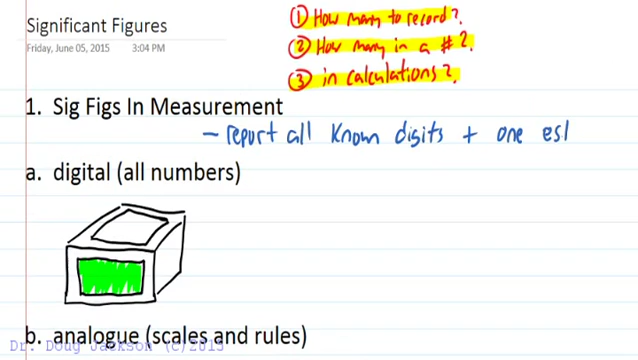 Significant Figures
Friday, June 05, 2015 3:04 PM
① How many to record?
② How many in a # ?
③ in calculations?
1. Sig Figs In Measurement
- report all known digits + one est
a. digital (all numbers)
b. analogue (scales and rules)
Dr. Doug Jackson (c)2015